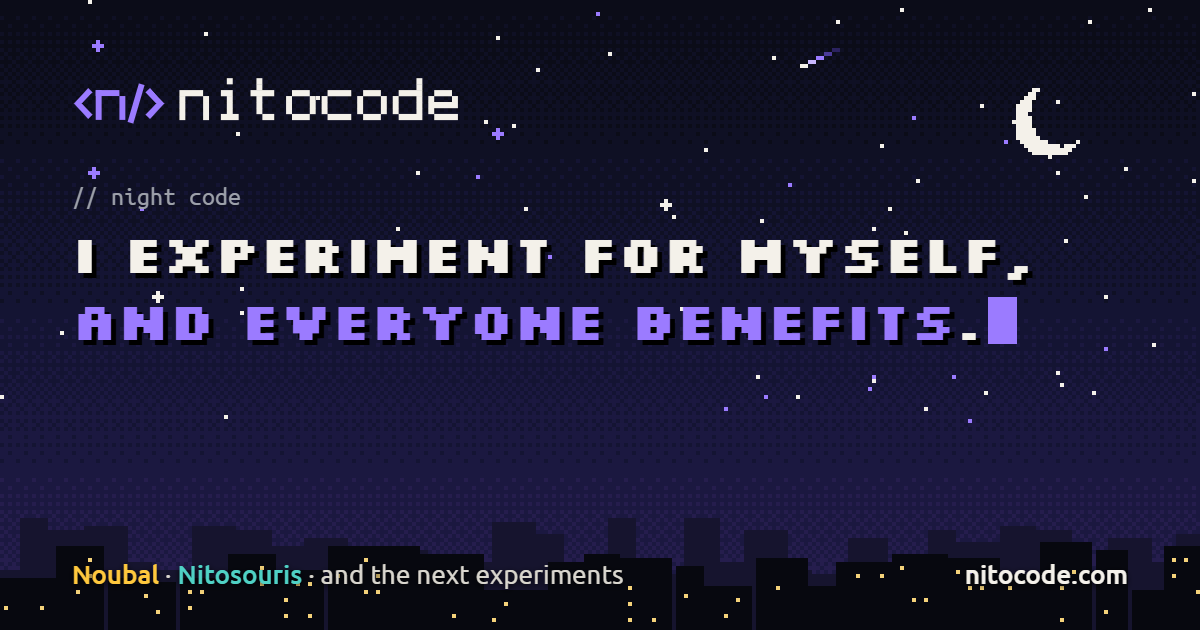 <n/> nitocode
// night code
I EXPERIMENT FOR MYSELF,
AND EVERYONE BENEFITS.
Noubal · Nitosouris · and the next experiments
nitocode.com